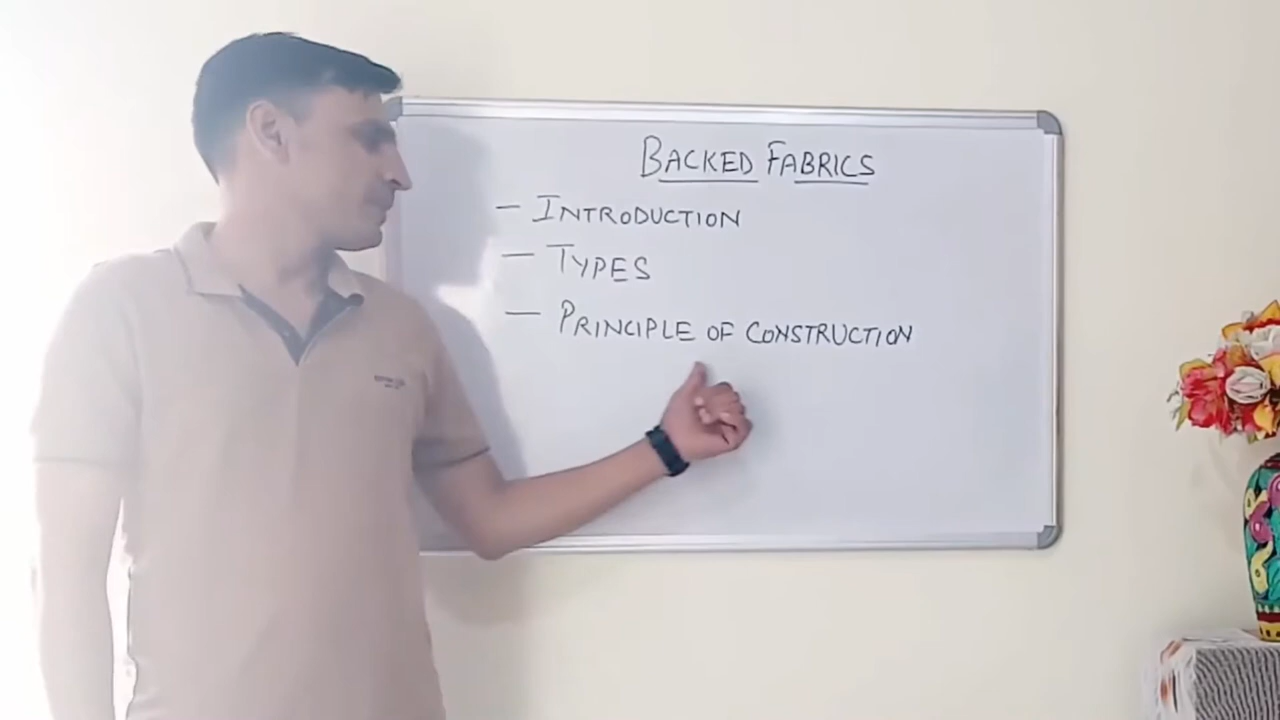 BACKED FABRICS
- INTRODUCTION
- TYPES
- PRINCIPLE OF CONSTRUCTION